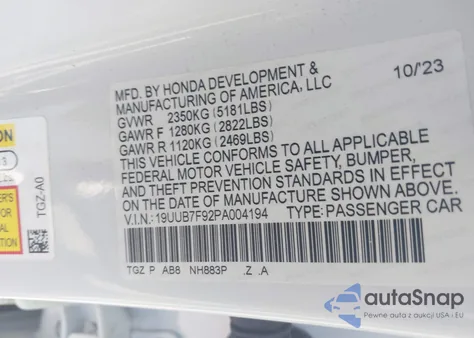 MFD. BY HONDA DEVELOPMENT & 10/23
MANUFACTURING OF AMERICA, LLC
GVWR 2350KG (5181LBS)
GAWR F 1280KG (2822LBS)
GAWR R 1120KG (2469LBS)
THIS VEHICLE CONFORMS TO ALL APPLICABLE
FEDERAL MOTOR VEHICLE SAFETY, BUMPER,
AND THEFT PREVENTION STANDARDS IN EFFECT
ON THE DATE OF MANUFACTURE SHOWN ABOVE.
V.I.N.: 19UUB7F92PA004194 TYPE: PASSENGER CAR
TGZ P AB8 NH883P .Z .A
TGZ-A0
autoSnap
Pewne auta z USA i EU